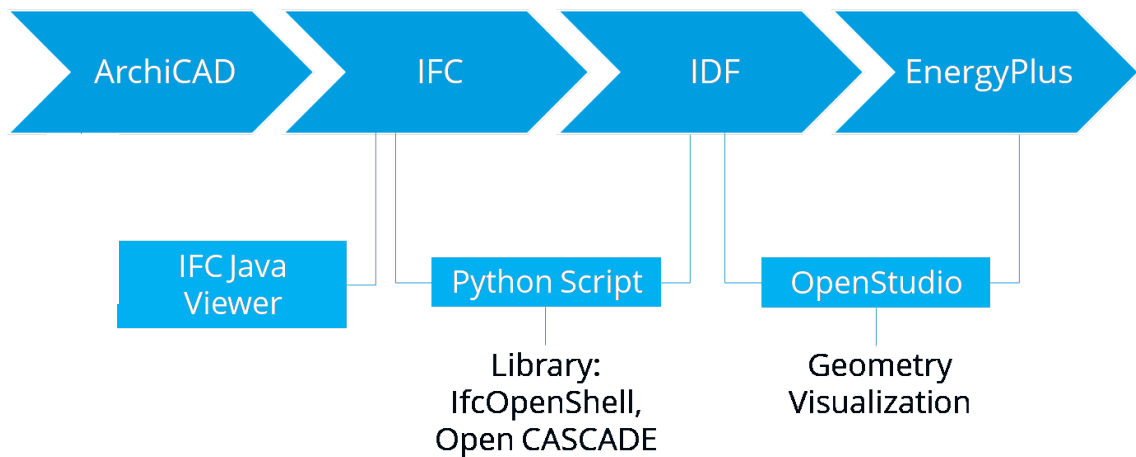 ArchiCAD
IFC
IDF
EnergyPlus
IFC Java
Viewer
Python Script
OpenStudio
Library:
IfcOpenShell,
Open CASCADE
Geometry
Visualization